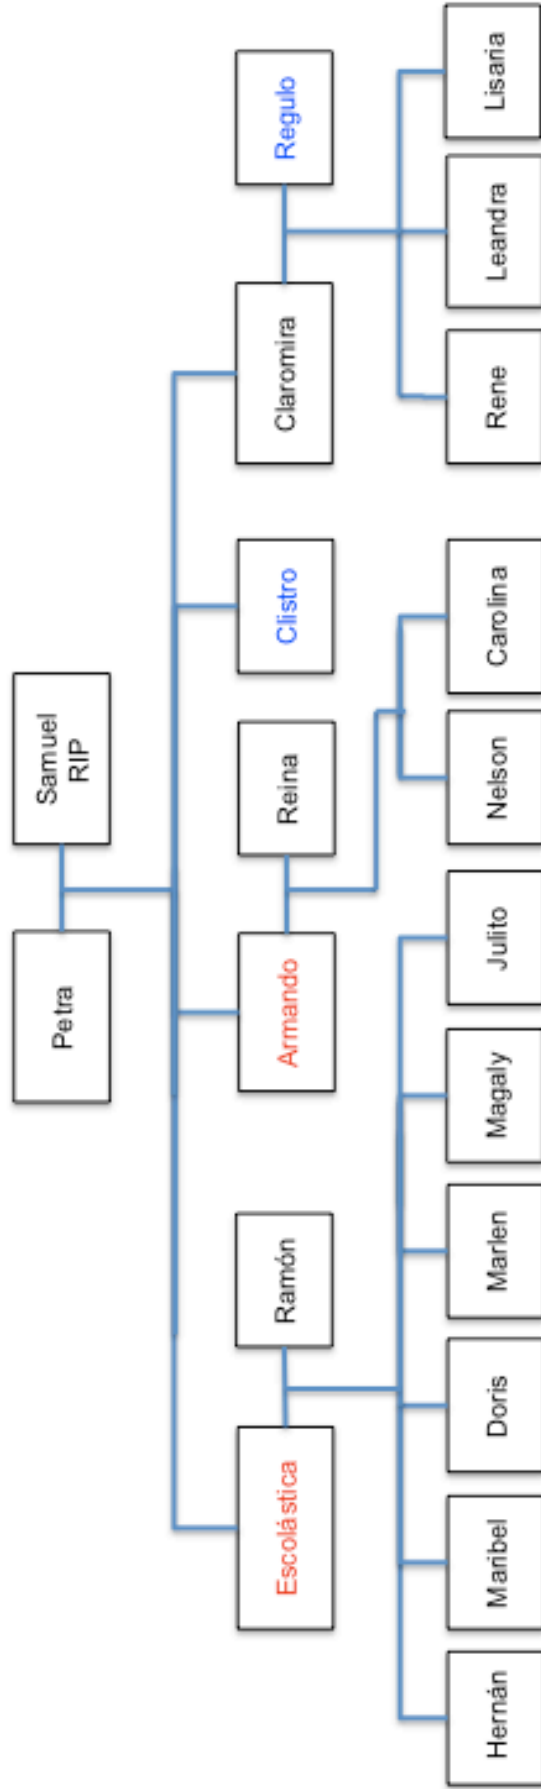 Petra
Samuel
RIP
Escolástica
Ramón
Armando
Reina
Clistro
Claromira
Regulo
Hernán
Maribel
Doris
Marlen
Magaly
Julito
Nelson
Carolina
Rene
Leandra
Lisaria